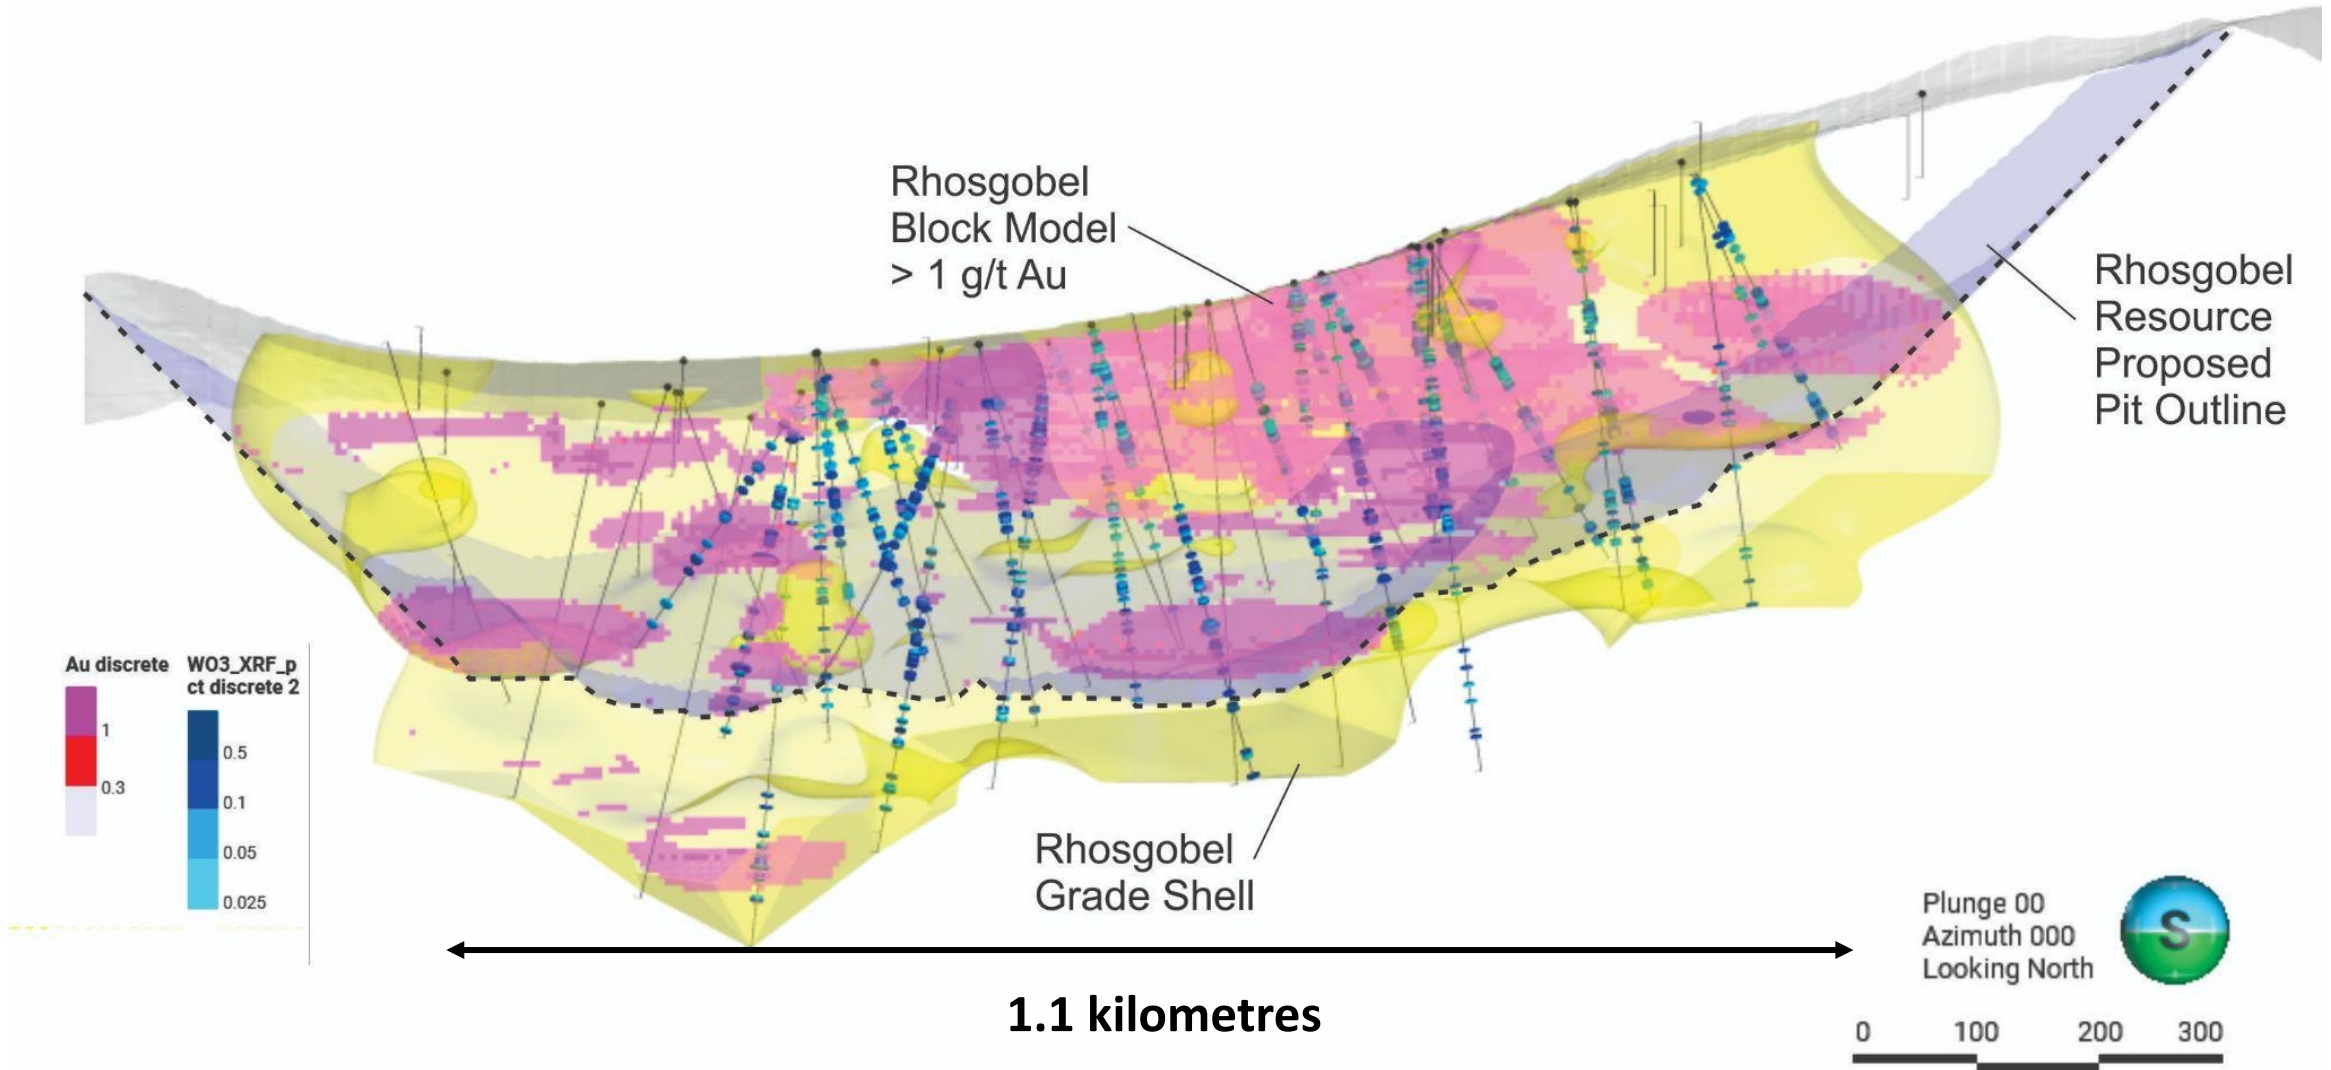 Rhosgobel
Block Model
> 1 g/t Au
Rhosgobel
Resource
Proposed
Pit Outline
Au discrete
1
0.3
WO3_XRF_p
ct discrete 2
0.5
0.1
0.05
0.025
Rhosgobel
Grade Shell
1.1 kilometres
Plunge 00
Azimuth 000
Looking North
S
0 100 200 300